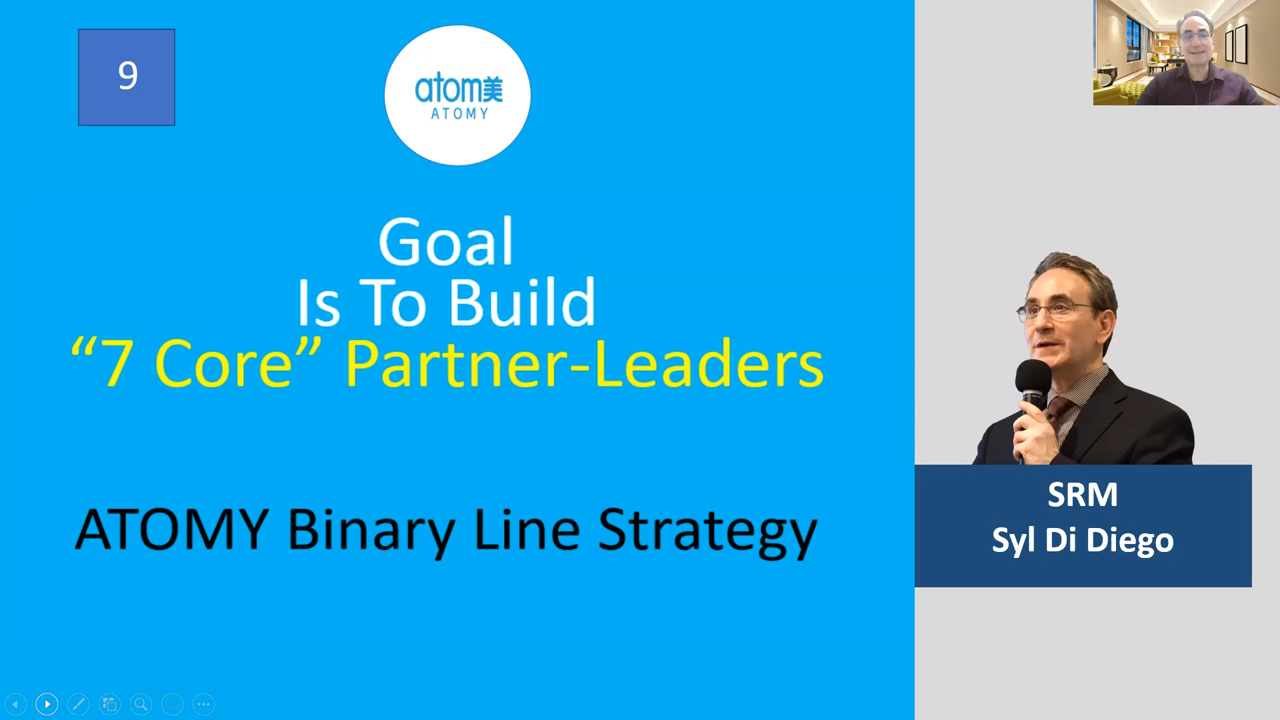 9
atom美
ATOMY
Goal
Is To Build
“7 Core” Partner-Leaders
ATOMY Binary Line Strategy
SRM
Syl Di Diego